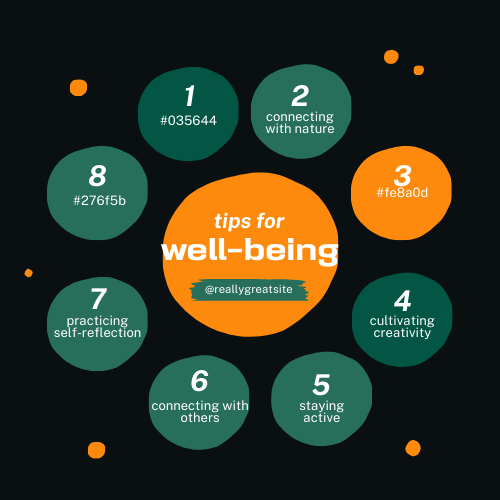 tips for
well-being
@reallygreatsite
1
#035644
2
connecting
with nature
3
#fe8a0d
4
cultivating
creativity
5
staying
active
6
connecting with
others
7
practicing
self-reflection
8
#276f5b